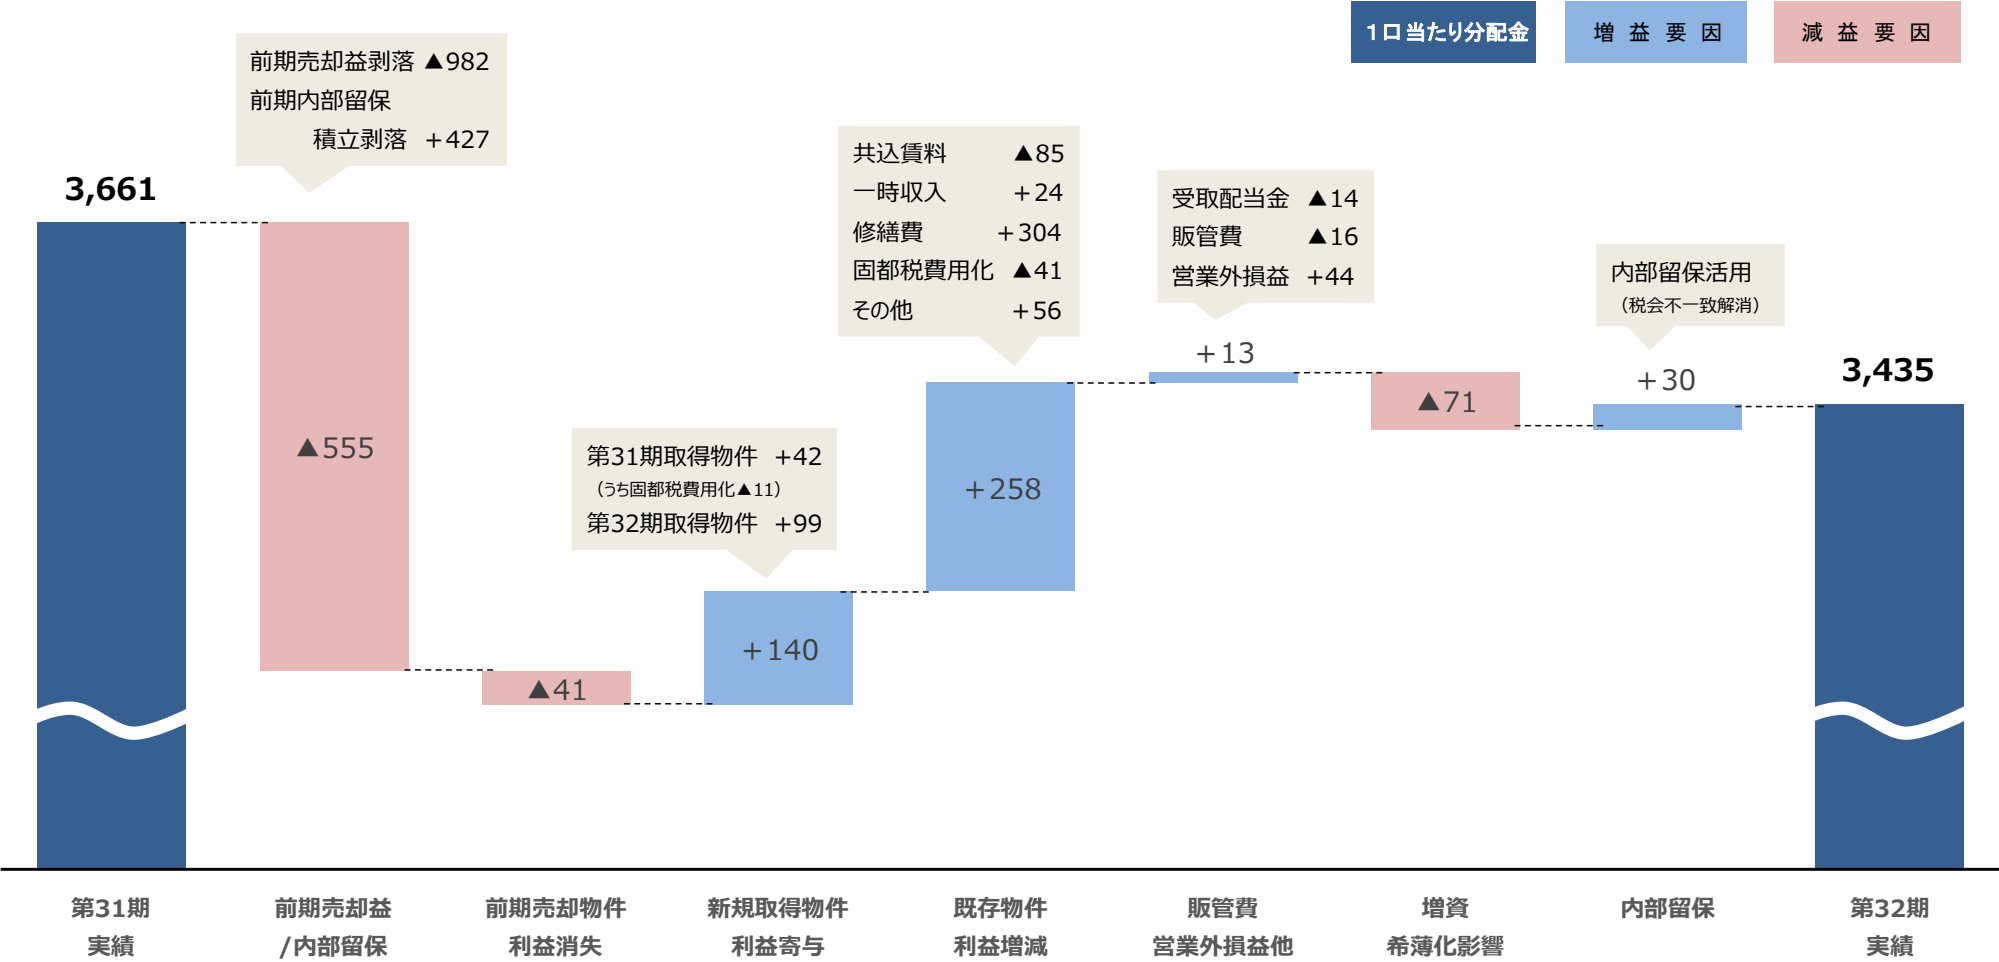 1口当たり分配金
増益要因
減益要因
前期売却益剥落 ▲982
前期内部留保
積立剥落 +427
3,661
▲555
▲41
第31期取得物件 +42
（うち固都税費用化▲11）
第32期取得物件 +99
+140
共込賃料 ▲85
一時収入 +24
修繕費 +304
固都税費用化 ▲41
その他 +56
+258
受取配当金 ▲14
販管費 ▲16
営業外損益 +44
+13
▲71
内部留保活用
（税会不一致解消）
+30
3,435
第31期
実績
前期売却益
/内部留保
前期売却物件
利益消失
新規取得物件
利益寄与
既存物件
利益増減
販管費
営業外損益他
増資
希薄化影響
内部留保
第32期
実績